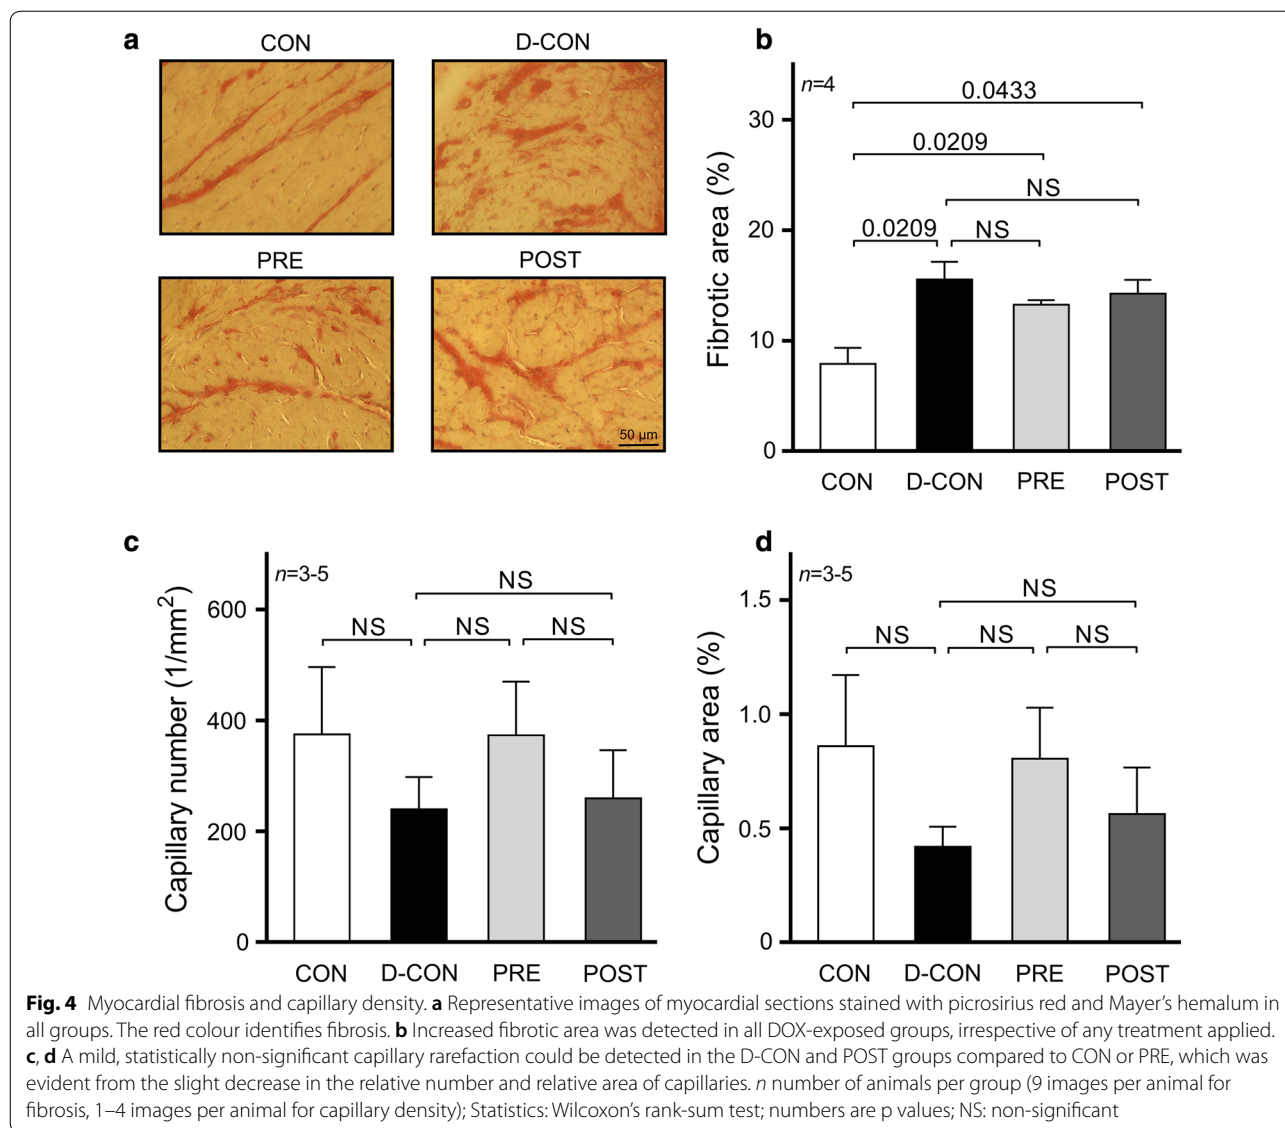 a
CON
D-CON
PRE
POST
50 µm
b
n=4
Fibrotic area (%)
30
20
10
0
0.0433
0.0209
NS
0.0209
NS
CON
D-CON
PRE
POST
c
n=3-5
Capillary number (1/mm²)
600
400
200
0
NS
NS
NS
NS
CON
D-CON
PRE
POST
d
n=3-5
Capillary area (%)
1.5
1.0
0.5
0
NS
NS
NS
NS
CON
D-CON
PRE
POST
Fig. 4 Myocardial fibrosis and capillary density. a Representative images of myocardial sections stained with picrosirius red and Mayer's hemalum in
all groups. The red colour identifies fibrosis. b Increased fibrotic area was detected in all DOX-exposed groups, irrespective of any treatment applied.
c, d A mild, statistically non-significant capillary rarefaction could be detected in the D-CON and POST groups compared to CON or PRE, which was
evident from the slight decrease in the relative number and relative area of capillaries. n number of animals per group (9 images per animal for
fibrosis, 1–4 images per animal for capillary density); Statistics: Wilcoxon's rank-sum test; numbers are p values; NS: non-significant